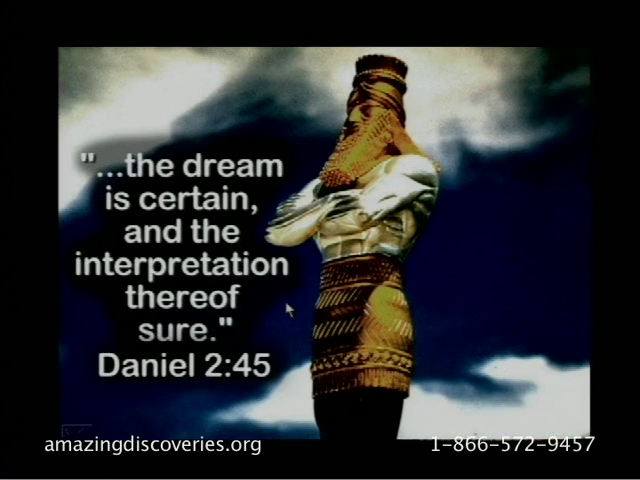 "...the dream
is certain,
and the
interpretation
thereof
sure."
Daniel 2:45
amazingdiscoveries.org
1-866-572-9457